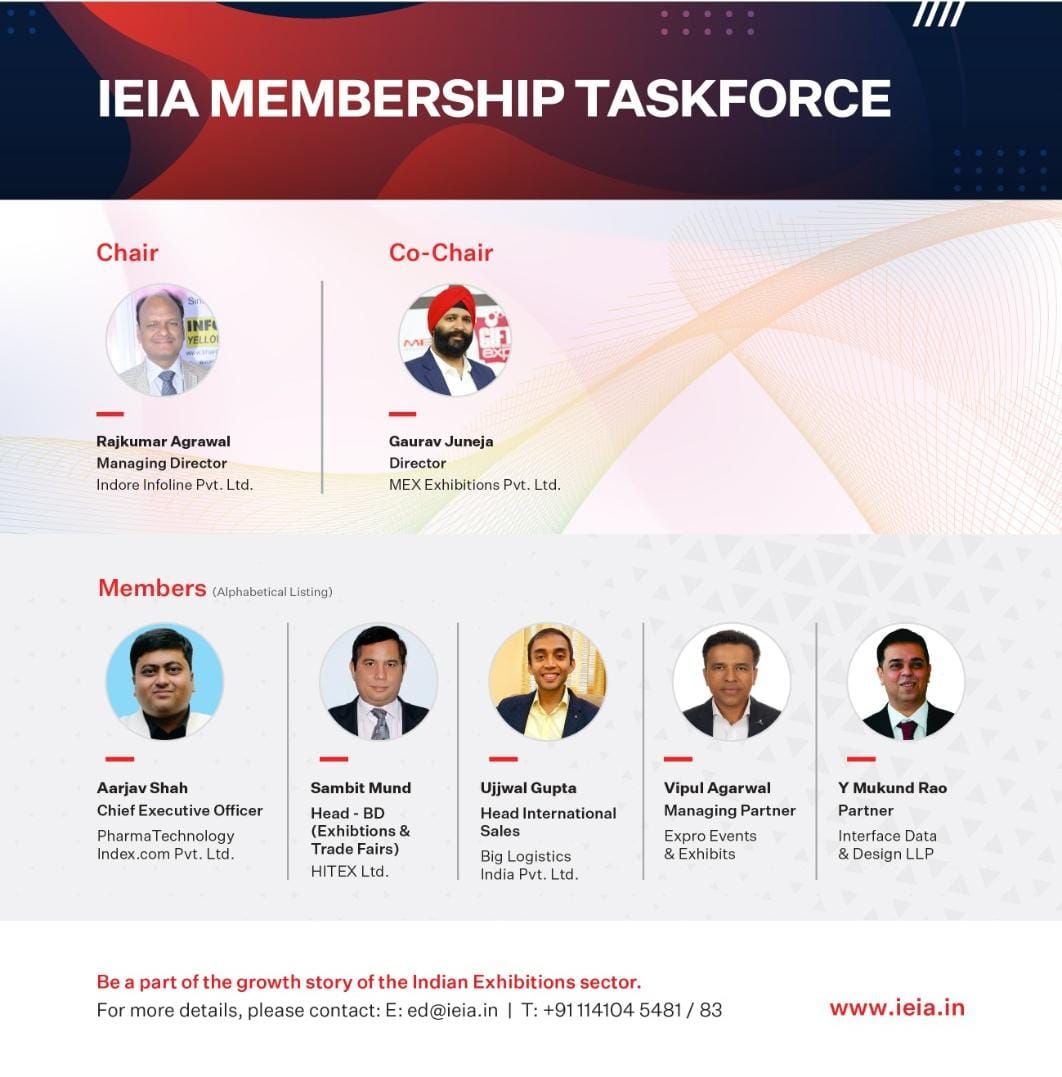 IEIA MEMBERSHIP TASKFORCE
Chair
Co-Chair
Rajkumar Agrawal
Managing Director
Indore Infoline Pvt. Ltd.
Gaurav Juneja
Director
MEX Exhibitions Pvt. Ltd.
Members (Alphabetical Listing)
Aarjav Shah
Chief Executive Officer
PharmaTechnology
Index.com Pvt. Ltd.
Sambit Mund
Head - BD
(Exhibtions &
Trade Fairs)
HITEX Ltd.
Ujjwal Gupta
Head International
Sales
Big Logistics
India Pvt. Ltd.
Vipul Agarwal
Managing Partner
Expro Events
& Exhibits
Y Mukund Rao
Partner
Interface Data
& Design LLP
Be a part of the growth story of the Indian Exhibitions sector.
For more details, please contact: E: ed@ieia.in | T: +91 114104 5481 / 83
www.ieia.in